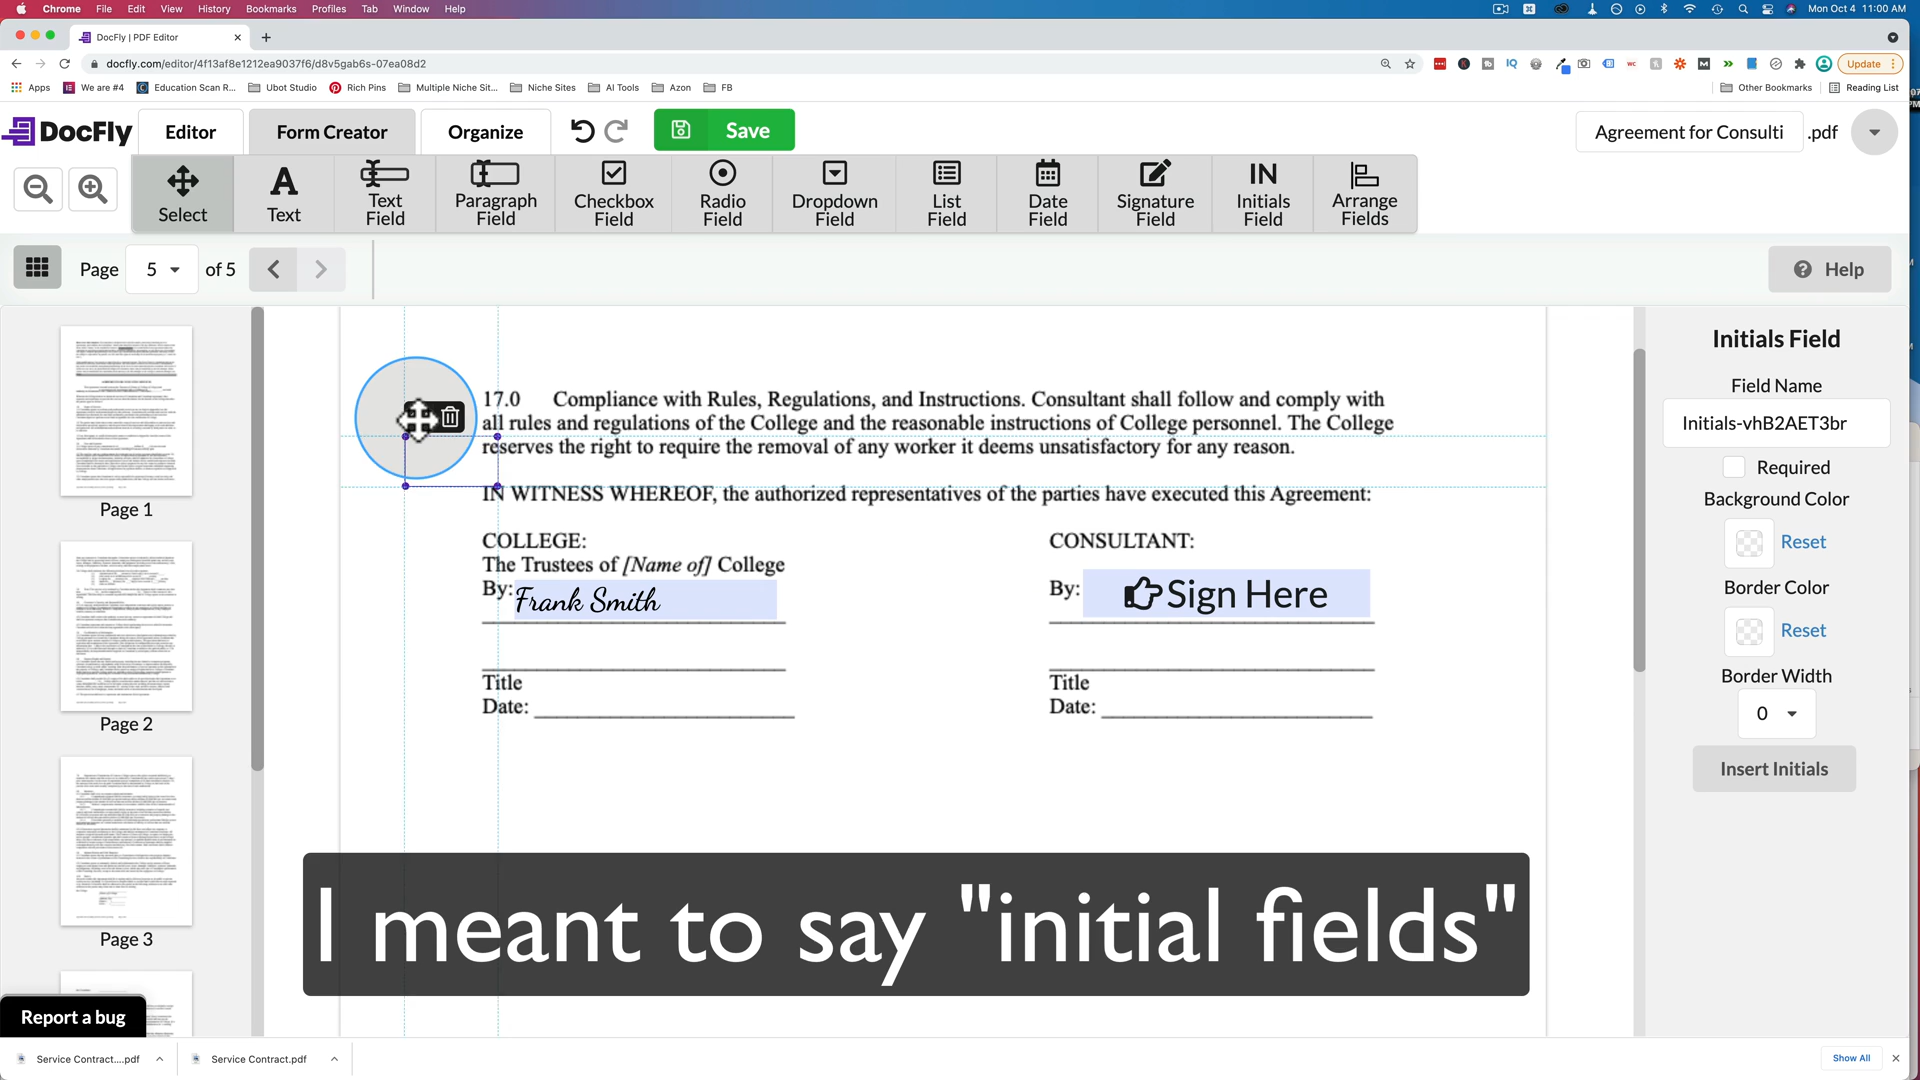 Chrome File Edit View History Bookmarks Profiles Tab Window Help Mon Oct 4 11:00 AM
DocFly | PDF Editor
docfly.com/editor/4f13af8e1212ea9037f6/d8v5gab6s-07ea08d2 Update
Apps We are #4 Education Scan R... Ubot Studio Rich Pins Multiple Niche Sit... Niche Sites AI Tools Azon FB Other Bookmarks Reading List
DocFly Editor Form Creator Organize Save Agreement for Consulti .pdf
Select Text Text Field Paragraph Field Checkbox Field Radio Field Dropdown Field List Field Date Field Signature Field IN Initials Field Arrange Fields
Page 5 of 5 Help
Page 1
Page 2
Page 3
17.0 Compliance with Rules, Regulations, and Instructions. Consultant shall follow and comply with
all rules and regulations of the College and the reasonable instructions of College personnel. The College
reserves the right to require the removal of any worker it deems unsatisfactory for any reason.
IN WITNESS WHEREOF, the authorized representatives of the parties have executed this Agreement:
COLLEGE: CONSULTANT:
The Trustees of [Name of] College
By: Frank Smith By: Sign Here
Title Title
Date: Date:
Initials Field
Field Name
Initials-vhB2AET3br
Required
Background Color
Reset
Border Color
Reset
Border Width
0
Insert Initials
I meant to say "initial fields"
Report a bug
Service Contract....pdf Service Contract.pdf Show All